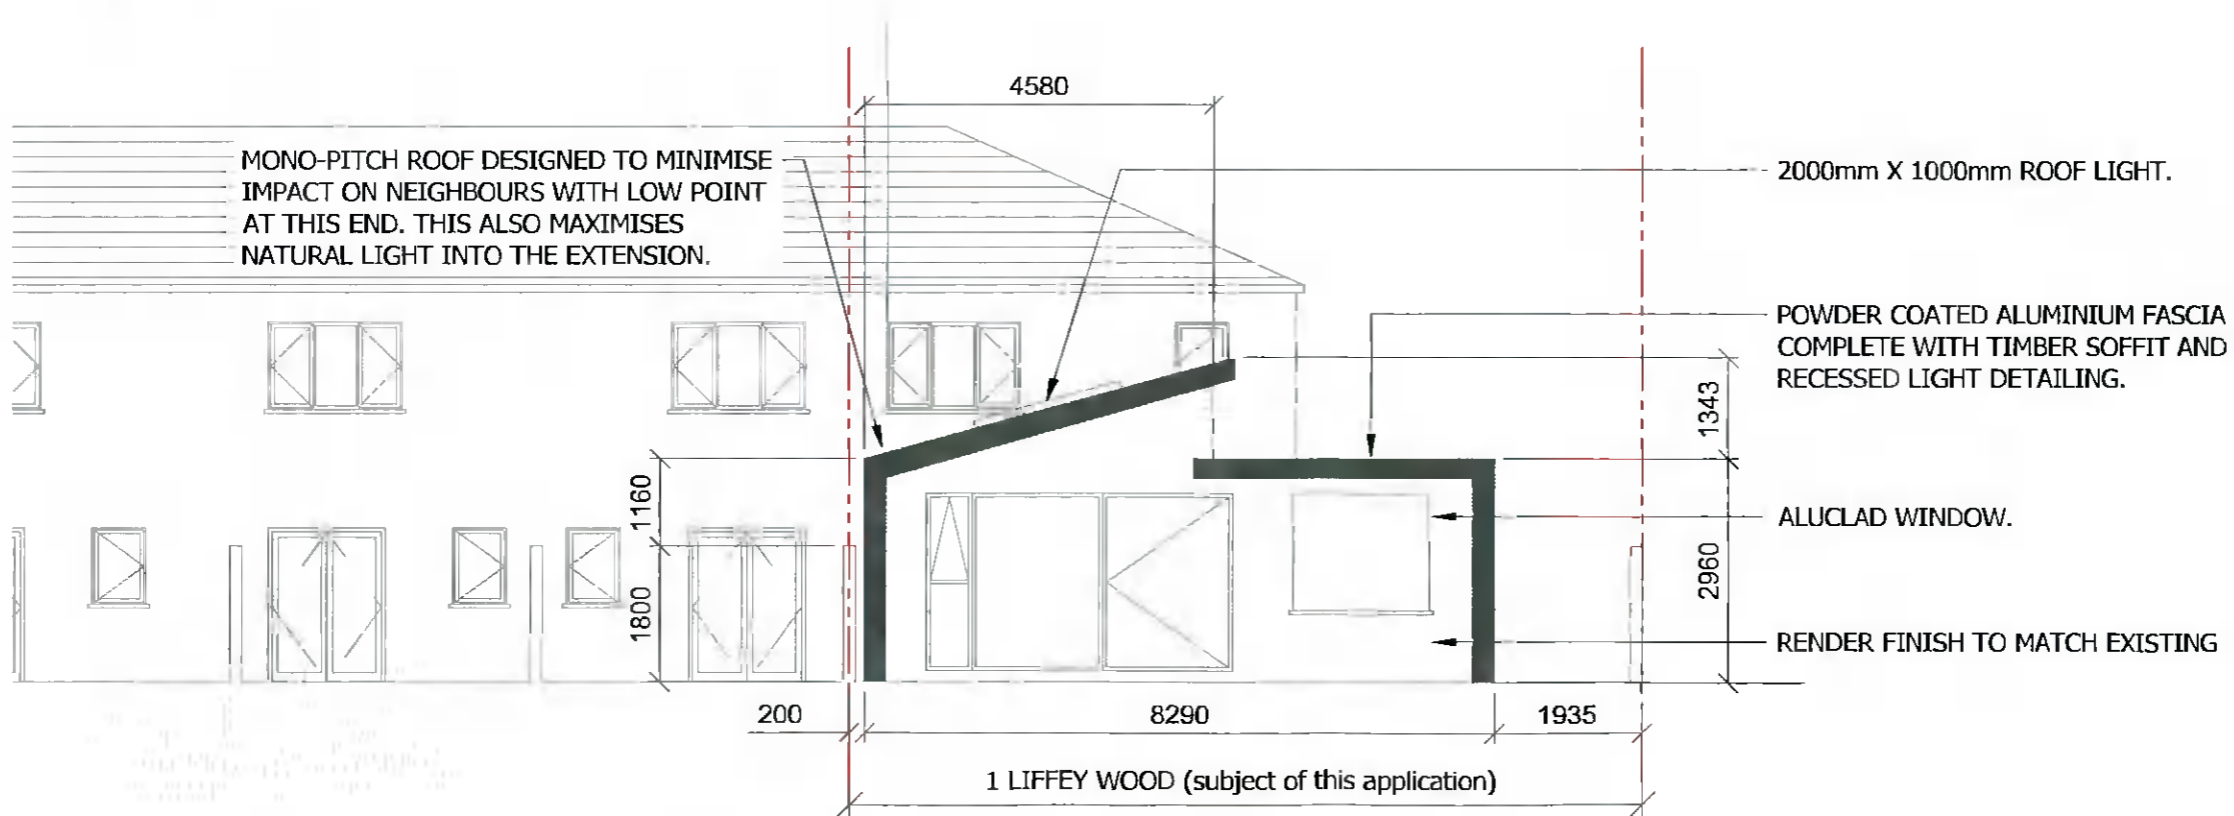 4580
MONO-PITCH ROOF DESIGNED TO MINIMISE
IMPACT ON NEIGHBOURS WITH LOW POINT
AT THIS END. THIS ALSO MAXIMISES
NATURAL LIGHT INTO THE EXTENSION.
2000mm X 1000mm ROOF LIGHT.
POWDER COATED ALUMINIUM FASCIA
COMPLETE WITH TIMBER SOFFIT AND
RECESSED LIGHT DETAILING.
1343
1160
ALUCLAD WINDOW.
2960
1800
RENDER FINISH TO MATCH EXISTING
200
8290
1935
1 LIFFEY WOOD (subject of this application)